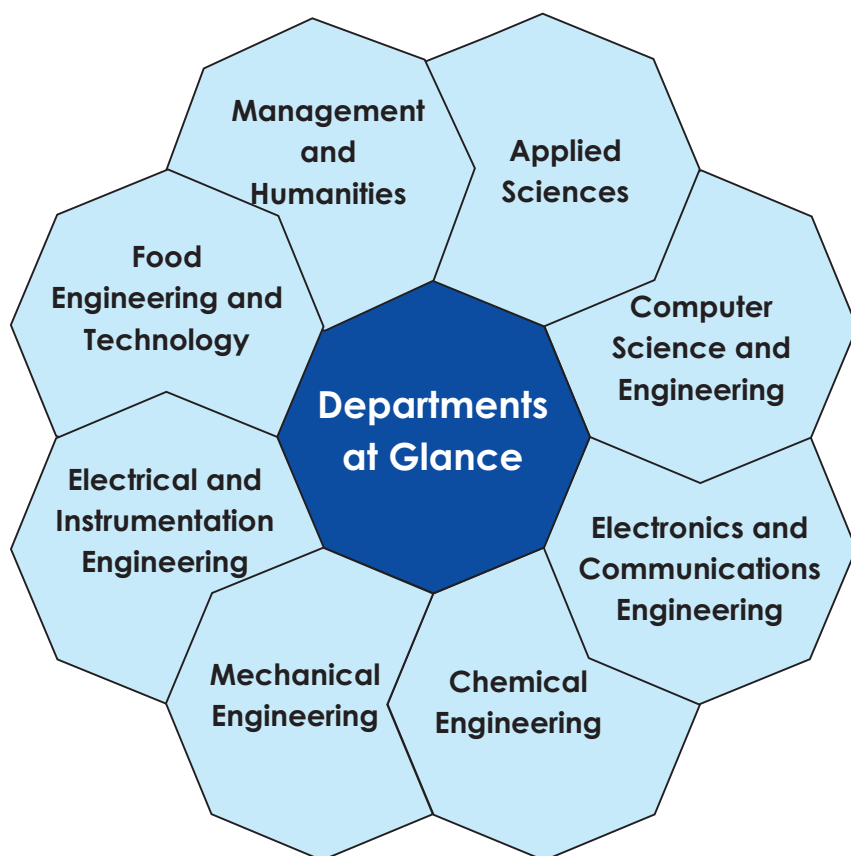 Management
and
Humanities
Applied
Sciences
Food
Engineering and
Technology
Computer
Science and
Engineering
Departments
at Glance
Electrical and
Instrumentation
Engineering
Electronics and
Communications
Engineering
Mechanical
Engineering
Chemical
Engineering